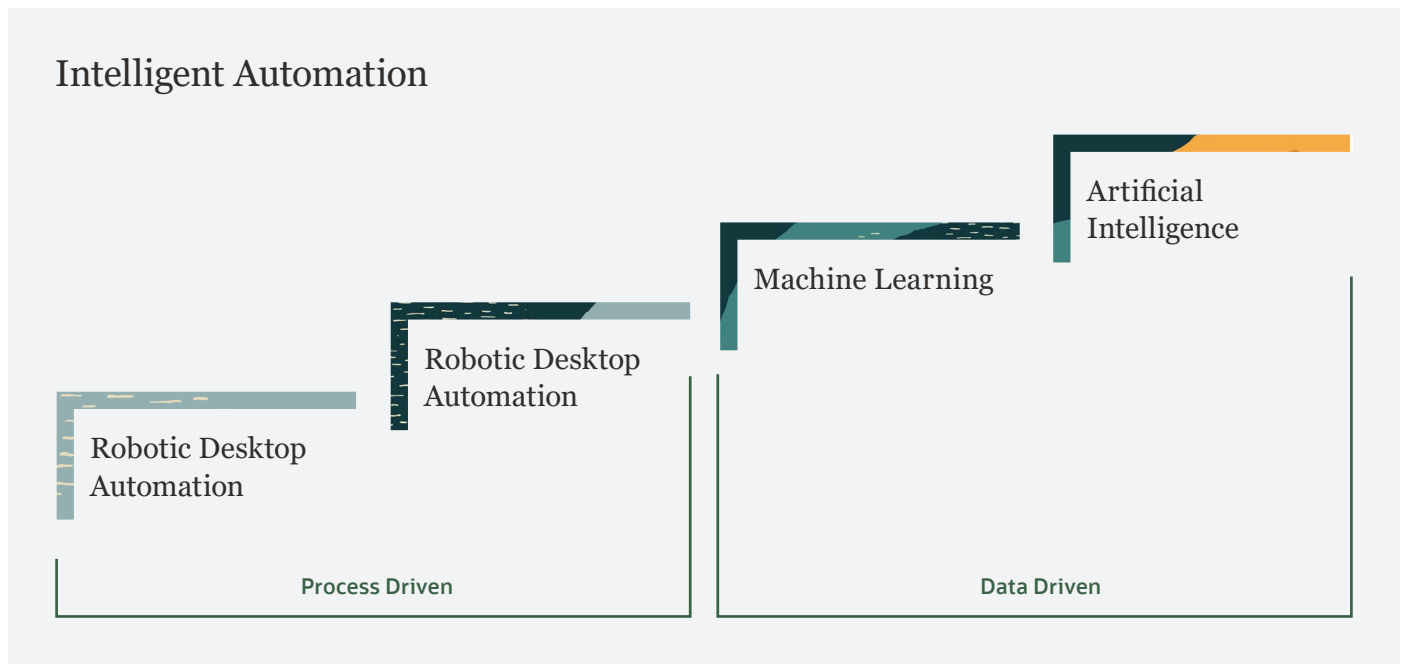 Intelligent Automation
Robotic Desktop
Automation
Robotic Desktop
Automation
Machine Learning
Artificial
Intelligence
Process Driven
Data Driven